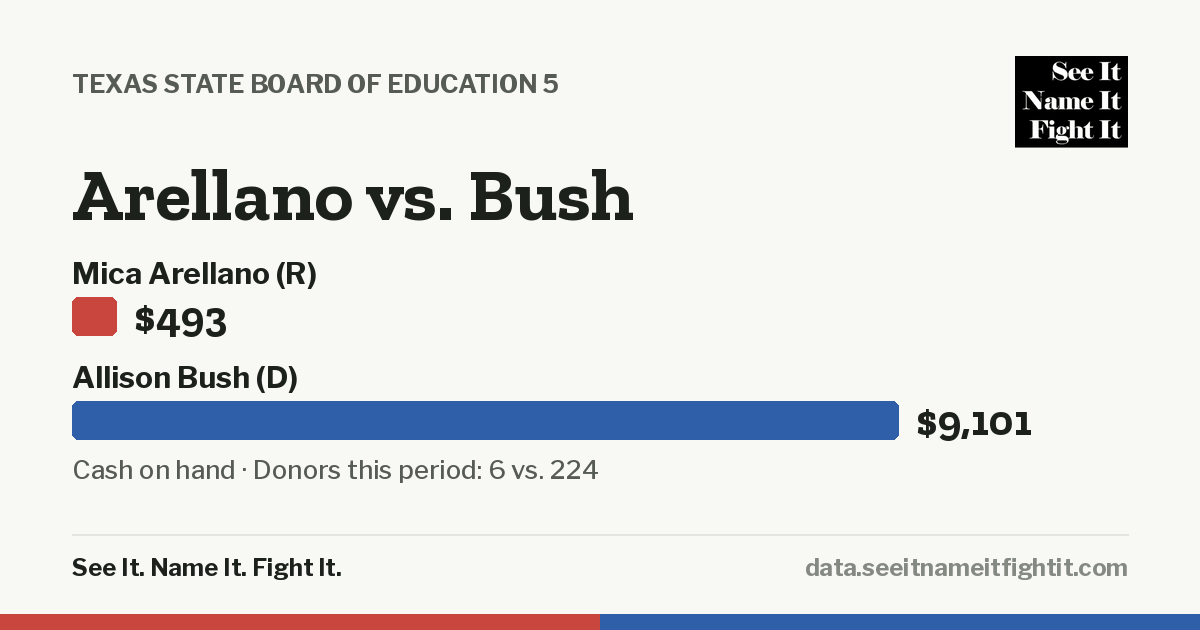 TEXAS STATE BOARD OF EDUCATION 5
See It
Name It
Fight It
Arellano vs. Bush
Mica Arellano (R)
$493
Allison Bush (D)
$9,101
Cash on hand · Donors this period: 6 vs. 224
See It. Name It. Fight It.
data.seeitnameitfightit.com